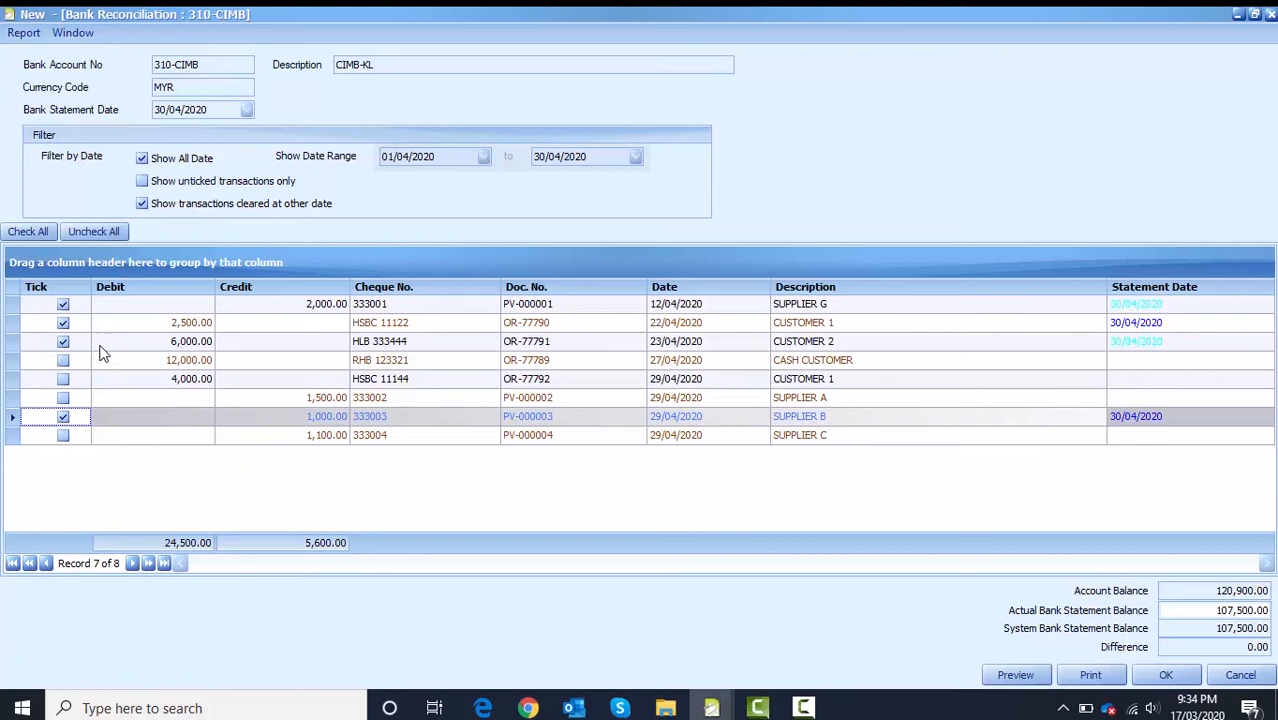 New - [Bank Reconciliation : 310-CIMB]
Report Window
Bank Account No 310-CIMB Description CIMB-KL
Currency Code MYR
Bank Statement Date 30/04/2020
Filter
Filter by Date Show All Date Show Date Range 01/04/2020 to 30/04/2020
Show unticked transactions only
Show transactions cleared at other date
Check All Uncheck All
Drag a column header here to group by that column
Tick Debit Credit Cheque No. Doc. No. Date Description Statement Date
2,000.00 333001 PV-000001 12/04/2020 SUPPLIER G 30/04/2020
2,500.00 HSBC 11122 OR-77790 22/04/2020 CUSTOMER 1 30/04/2020
6,000.00 HLB 333444 OR-77791 23/04/2020 CUSTOMER 2 30/04/2020
12,000.00 RHB 123321 OR-77789 27/04/2020 CASH CUSTOMER
4,000.00 HSBC 11144 OR-77792 29/04/2020 CUSTOMER 1
1,500.00 333002 PV-000002 29/04/2020 SUPPLIER A
1,000.00 333003 PV-000003 29/04/2020 SUPPLIER B 30/04/2020
1,100.00 333004 PV-000004 29/04/2020 SUPPLIER C
24,500.00 5,600.00
Record 7 of 8
Account Balance 120,900.00
Actual Bank Statement Balance 107,500.00
System Bank Statement Balance 107,500.00
Difference 0.00
Preview Print OK Cancel
Type here to search
9:34 PM
17/03/2020